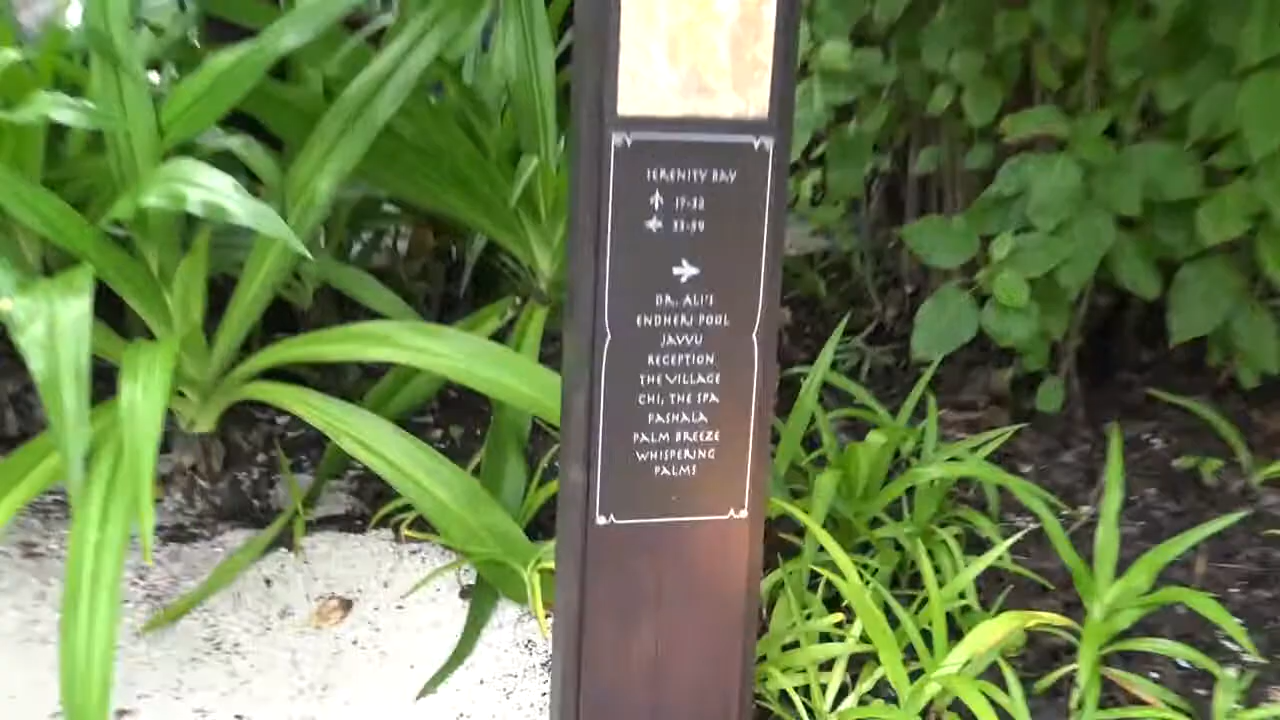 SERENITY BAY
17-32
33-59
DR. ALI'S
ENDHERI POOL
JAVVU
RECEPTION
THE VILLAGE
CHI, THE SPA
FASHALA
PALM BREEZE
WHISPERING
PALMS